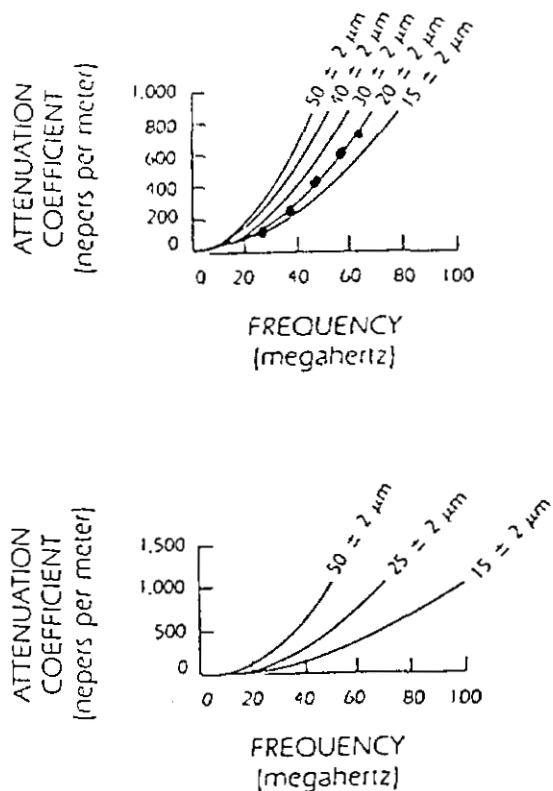 50 ± 2 μm
40 ± 2 μm
30 ± 2 μm
20 ± 2 μm
15 ± 2 μm
ATTENUATION
COEFFICIENT
(nepers per meter)
1,000
800
600
400
200
0
0 20 40 60 80 100
FREQUENCY
(megahertz)
50 ± 2 μm
25 ± 2 μm
15 ± 2 μm
ATTENUATION
COEFFICIENT
(nepers per meter)
1,500
1,000
500
0
0 20 40 60 80 100
FREQUENCY
(megahertz)